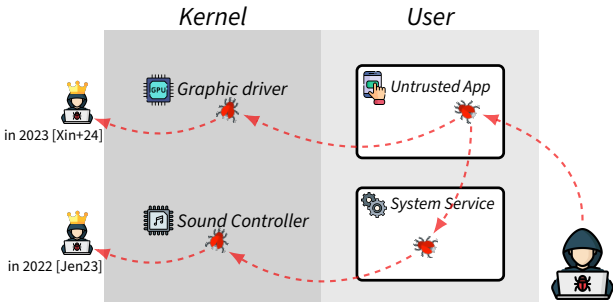 Kernel User
GPU Graphic driver Untrusted App
in 2023 [Xin+24]
Sound Controller System Service
in 2022 [Jen23]